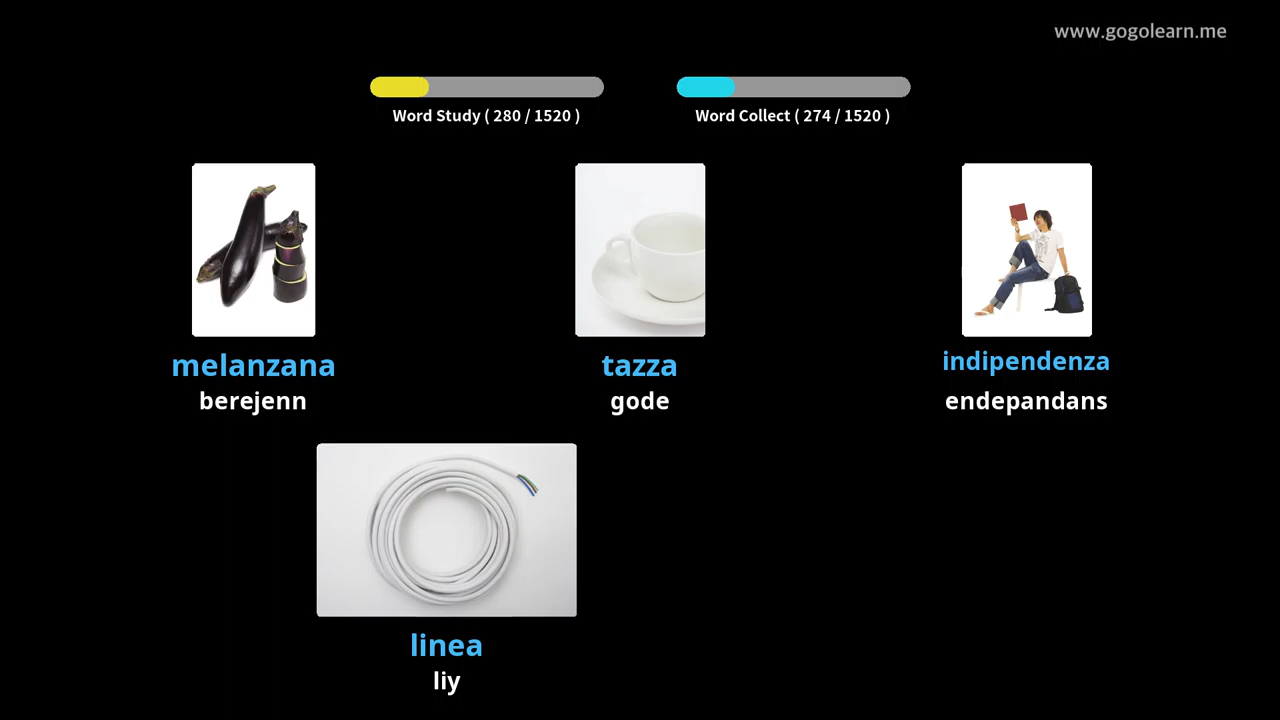 www.gogolearn.me
Word Study ( 280 / 1520 )
Word Collect ( 274 / 1520 )
melanzana
berejenn
tazza
gode
indipendenza
endepandans
linea
liy